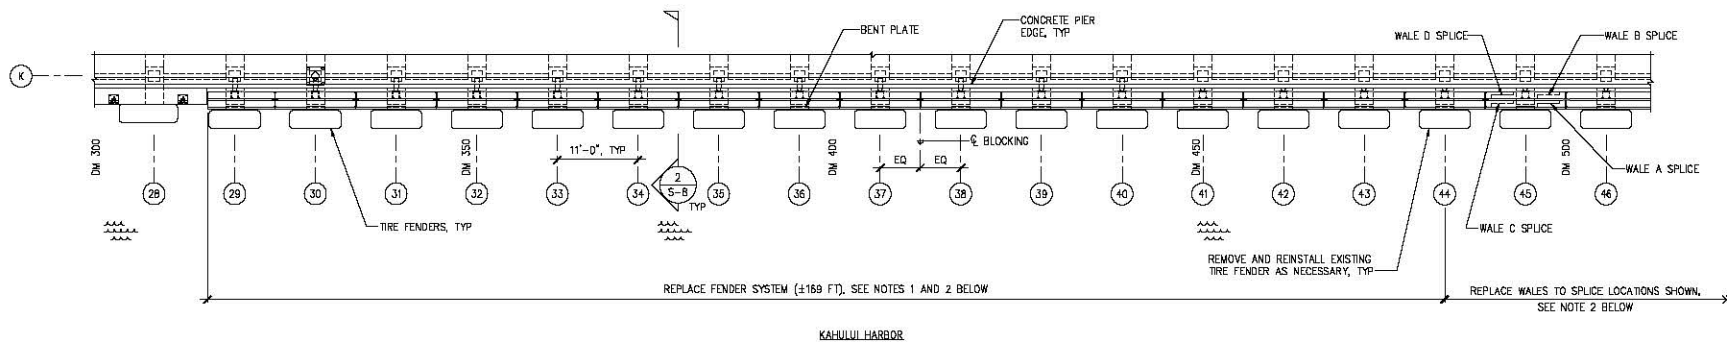 BENT PLATE
CONCRETE PIER
EDGE, TYP
WALE D SPLICE
WALE B SPLICE
K
DM 300
DM 350
DM 400
DM 450
DM 500
11'-0", TYP
EQ
EQ
℄ BLOCKING
2
S-8
TYP
WALE A SPLICE
28
29
30
31
32
33
34
35
36
37
38
39
40
41
42
43
44
45
46
TIRE FENDERS, TYP
WALE C SPLICE
REMOVE AND REINSTALL EXISTING
TIRE FENDER AS NECESSARY, TYP
REPLACE FENDER SYSTEM (±169 FT), SEE NOTES 1 AND 2 BELOW
REPLACE WALES TO SPLICE LOCATIONS SHOWN,
SEE NOTE 2 BELOW
KAHULUI HARBOR